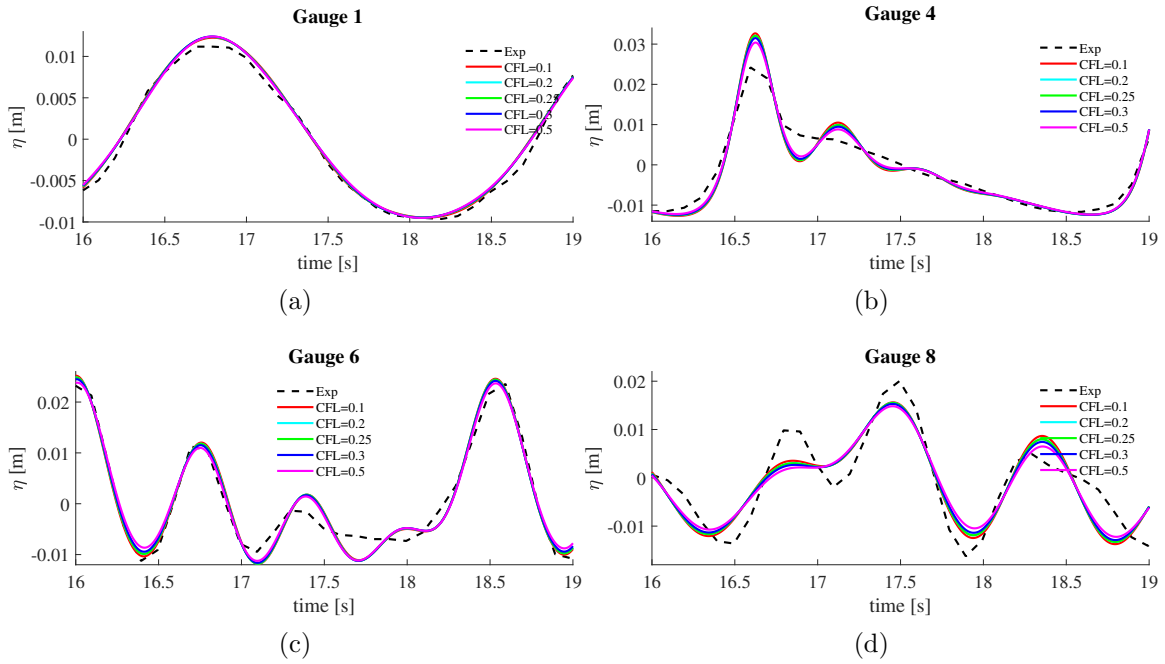 Gauge 1
η [m]
0.01
0.005
0
-0.005
-0.01
16
16.5
17
17.5
18
18.5
19
time [s]
Exp
CFL=0.1
CFL=0.2
CFL=0.25
CFL=0.3
CFL=0.5
(a)
Gauge 4
η [m]
0.03
0.02
0.01
0
-0.01
16
16.5
17
17.5
18
18.5
19
time [s]
Exp
CFL=0.1
CFL=0.2
CFL=0.25
CFL=0.3
CFL=0.5
(b)
Gauge 6
η [m]
0.02
0.01
0
-0.01
16
16.5
17
17.5
18
18.5
19
time [s]
Exp
CFL=0.1
CFL=0.2
CFL=0.25
CFL=0.3
CFL=0.5
(c)
Gauge 8
η [m]
0.02
0.01
0
-0.01
16
16.5
17
17.5
18
18.5
19
time [s]
Exp
CFL=0.1
CFL=0.2
CFL=0.25
CFL=0.3
CFL=0.5
(d)